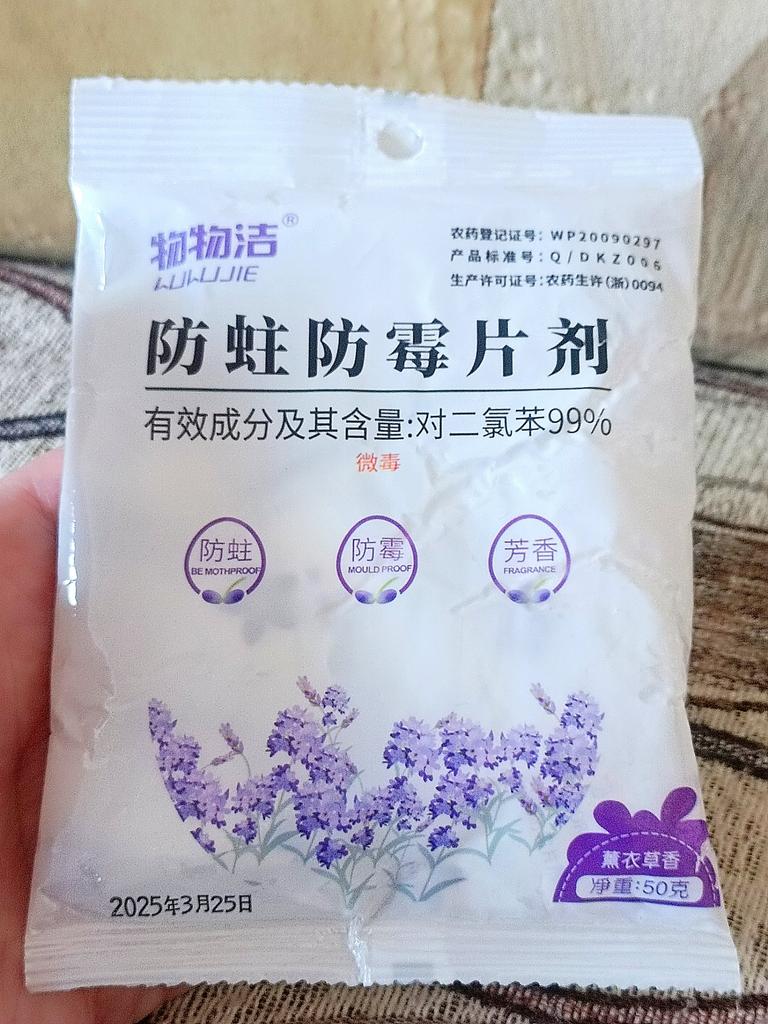 物物洁®
WUWUJIE
农药登记证号：WP20090297
产品标准号：Q/DKZ006
生产许可证号：农药生许(浙)0094
防蛀防霉片剂
有效成分及其含量:对二氯苯99%
微毒
防蛀
BE MOTHPROOF
防霉
MOULD PROOF
芳香
FRAGRANCE
薰衣草香
净重:50克
2025年3月25日